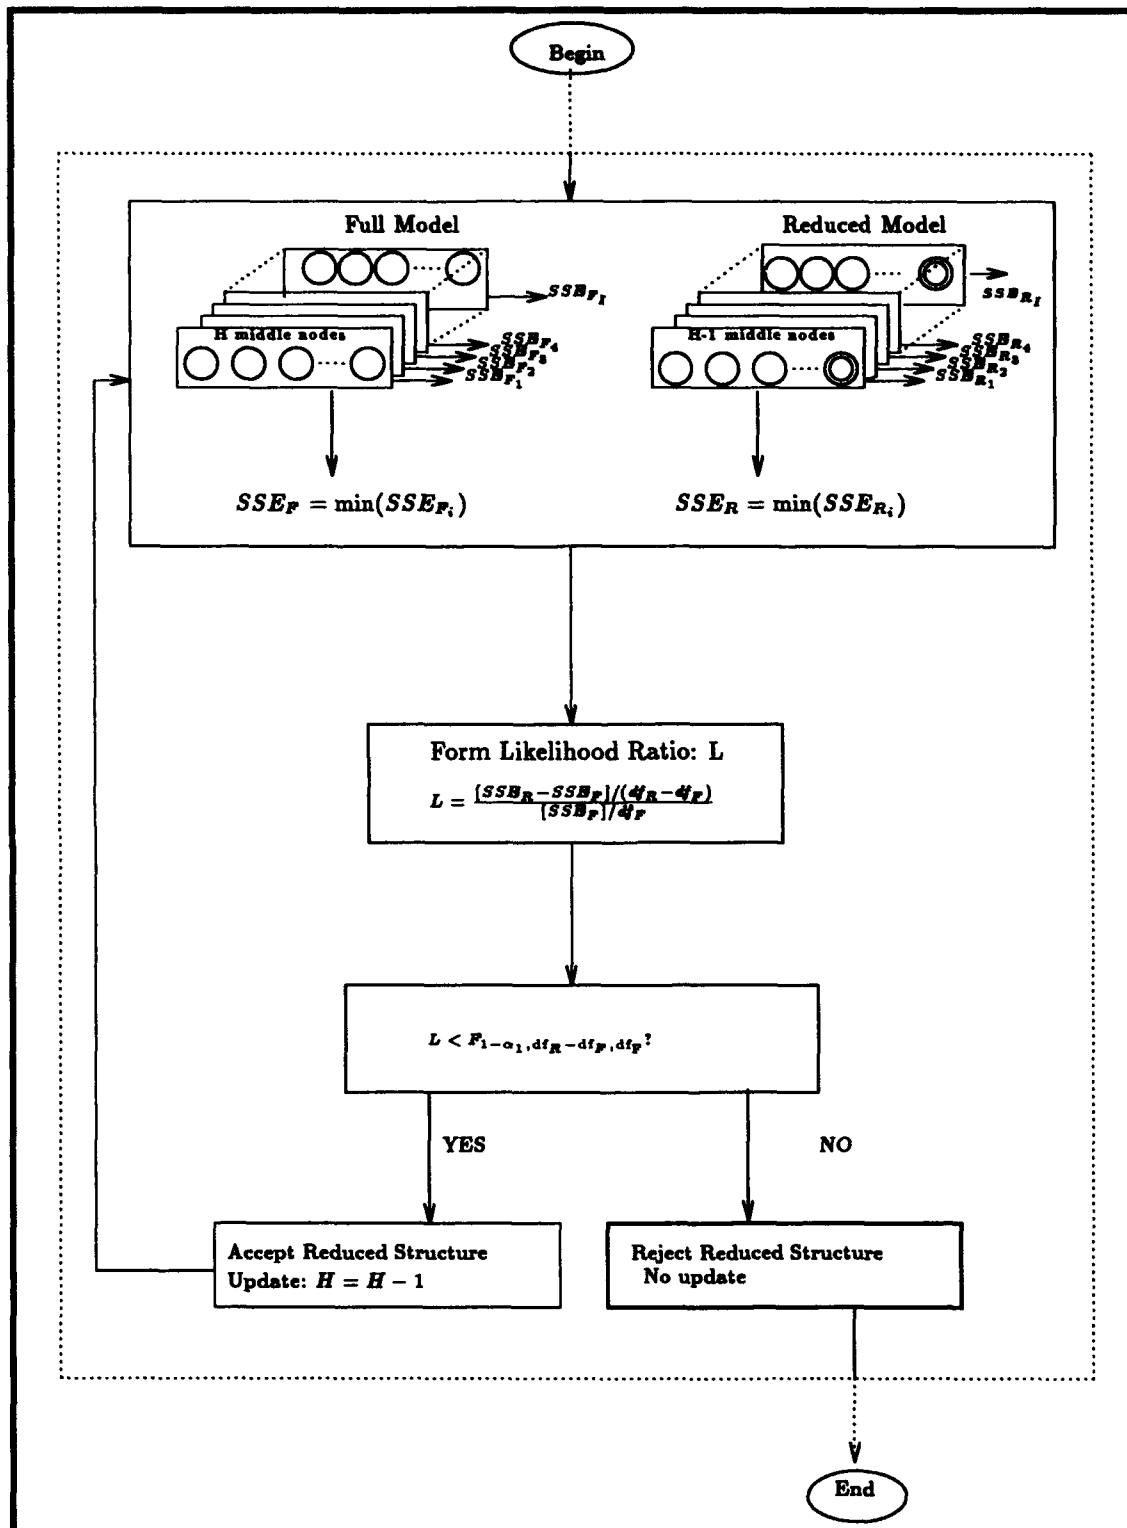 Begin
Full Model
Reduced Model
SSE_{F_I}
SSE_{R_I}
H middle nodes
H-1 middle nodes
SSE_{F_4}
SSE_{F_3}
SSE_{F_2}
SSE_{F_1}
SSE_{R_4}
SSE_{R_3}
SSE_{R_2}
SSE_{R_1}
SSE_F = min(SSE_{F_i})
SSE_R = min(SSE_{R_i})
Form Likelihood Ratio: L
L = \frac{[SSE_R-SSE_F]/(df_R-df_F)}{[SSE_F]/df_F}
L < F_{1-α_1,df_R-df_F,df_F}?
YES
NO
Accept Reduced Structure
Update: H = H − 1
Reject Reduced Structure
No update
End